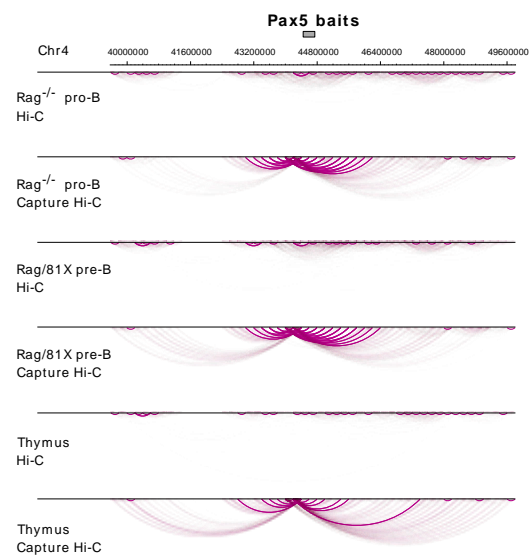 Pax5 baits
Chr4 40000000 41600000 43200000 44800000 46400000 48000000 49600000
Rag-/- pro-B
Hi-C
Rag-/- pro-B
Capture Hi-C
Rag/81X pre-B
Hi-C
Rag/81X pre-B
Capture Hi-C
Thymus
Hi-C
Thymus
Capture Hi-C